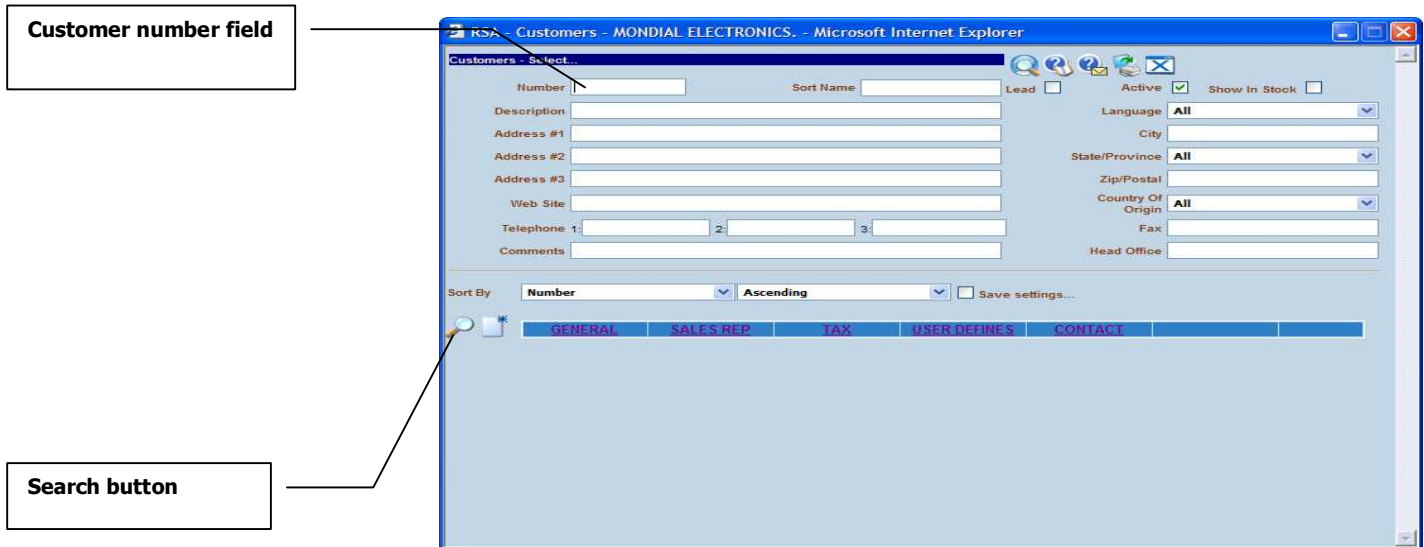 Customer number field
RSA - Customers - MONDIAL ELECTRONICS. - Microsoft Internet Explorer
Customers - Select...
Number Sort Name Lead Active Show In Stock
Description Language All
Address #1 City
Address #2 State/Province All
Address #3 Zip/Postal
Web Site Country Of Origin All
Telephone 1: 2: 3: Fax
Comments Head Office
Sort By Number Ascending Save settings...
GENERAL SALES REP TAX USER DEFINES CONTACT
Search button